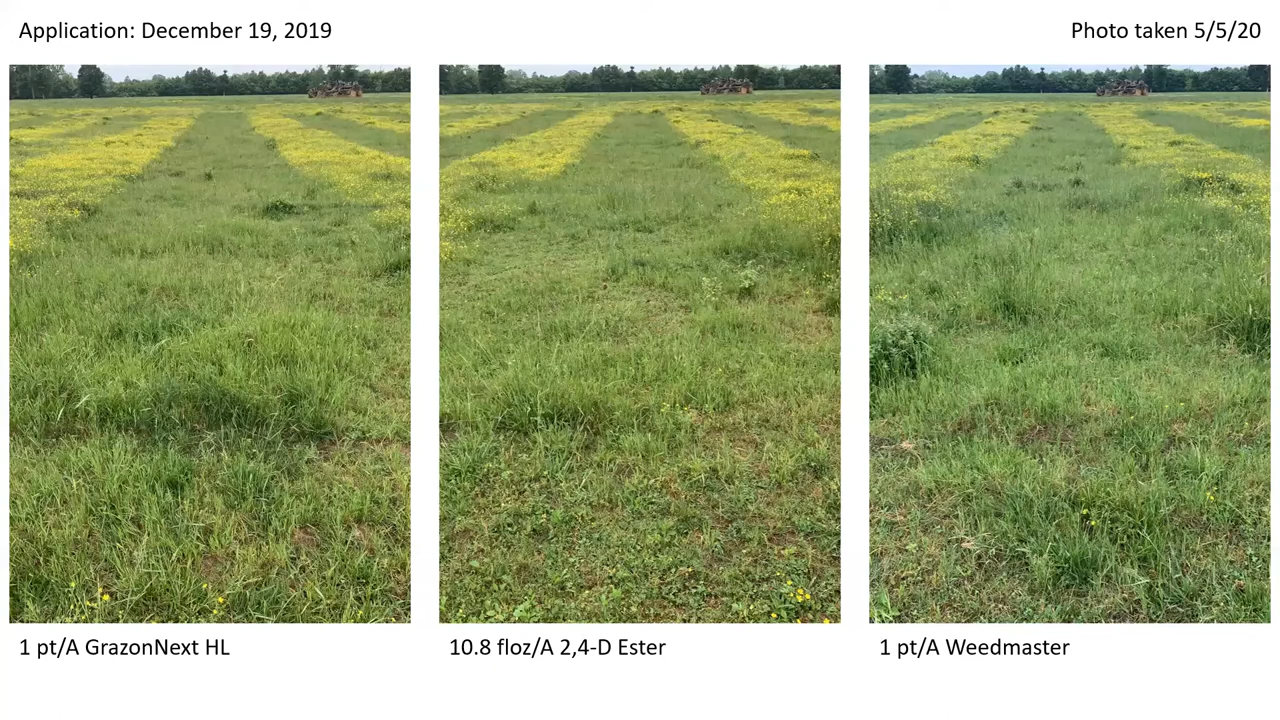 Application: December 19, 2019
Photo taken 5/5/20
1 pt/A GrazonNext HL
10.8 floz/A 2,4-D Ester
1 pt/A Weedmaster